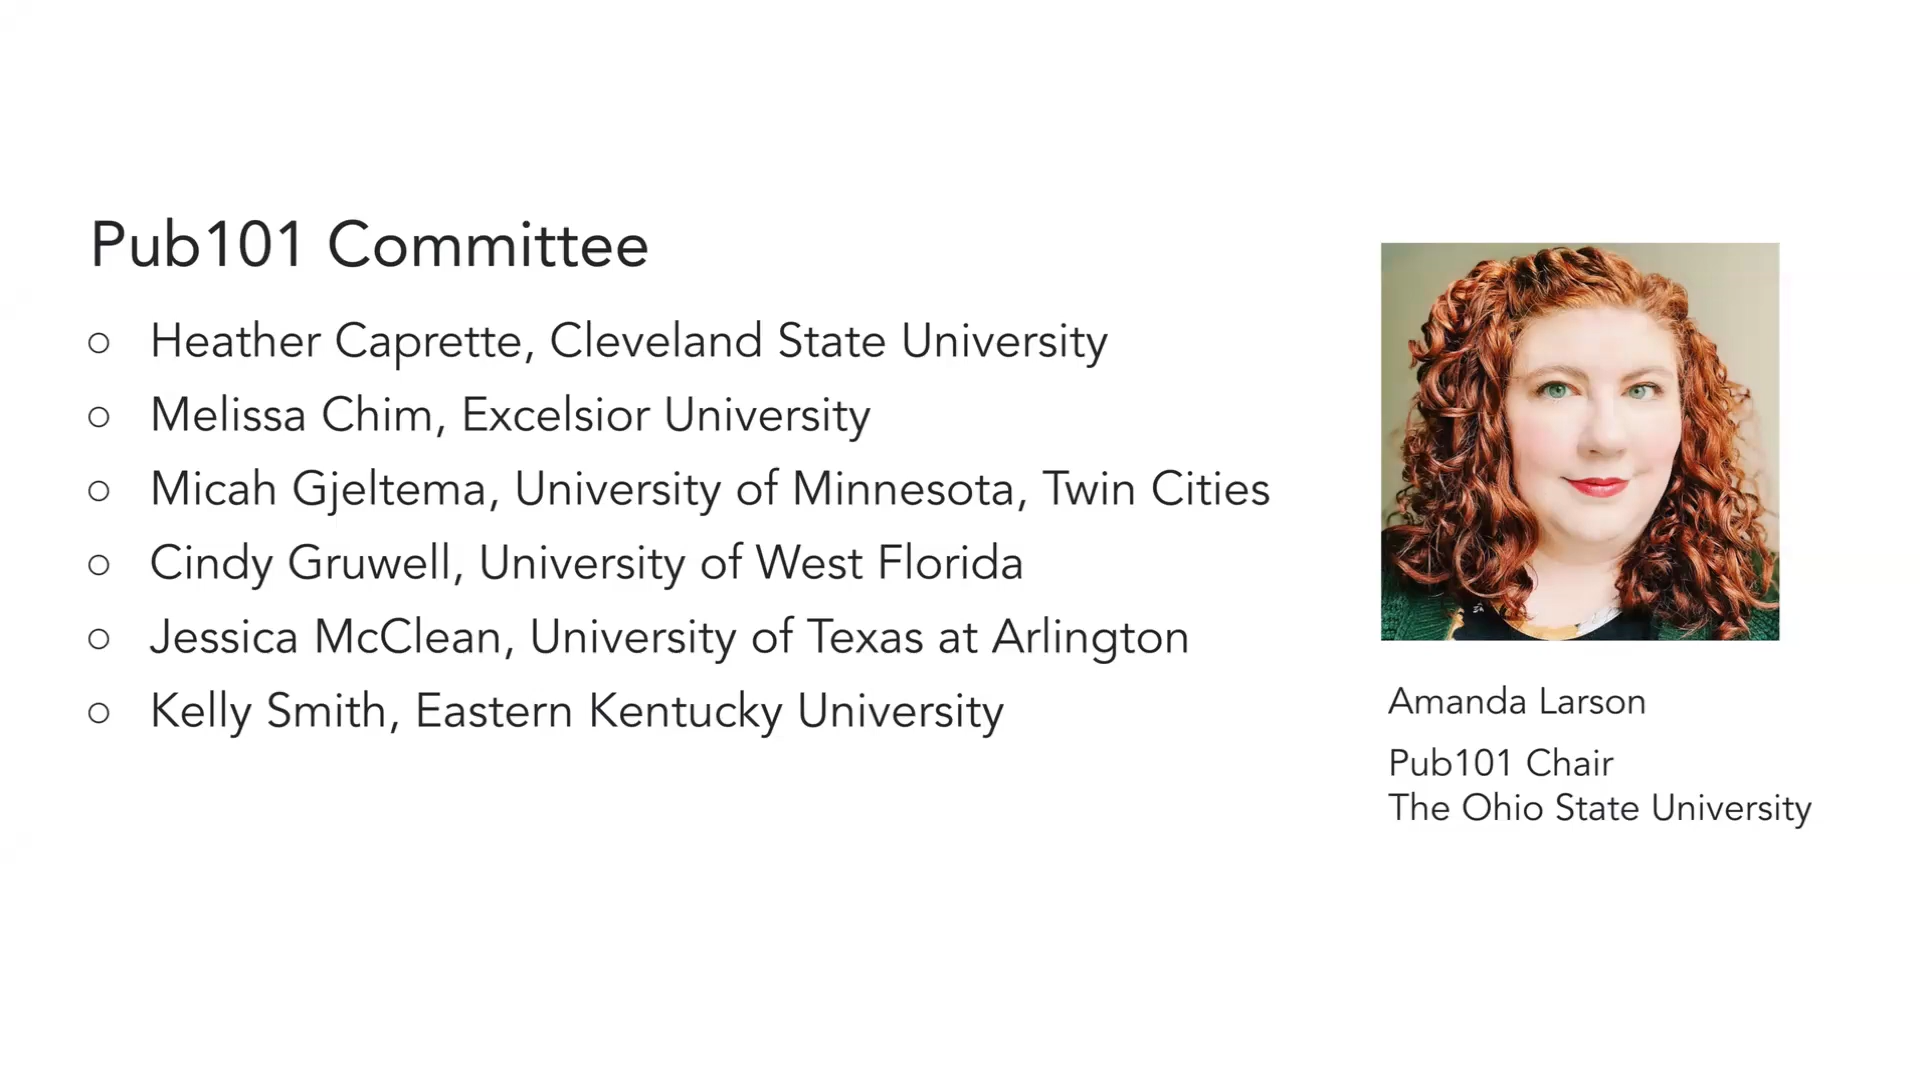 Pub101 Committee
○ Heather Caprette, Cleveland State University
○ Melissa Chim, Excelsior University
○ Micah Gjeltema, University of Minnesota, Twin Cities
○ Cindy Gruwell, University of West Florida
○ Jessica McClean, University of Texas at Arlington
○ Kelly Smith, Eastern Kentucky University
Amanda Larson
Pub101 Chair
The Ohio State University